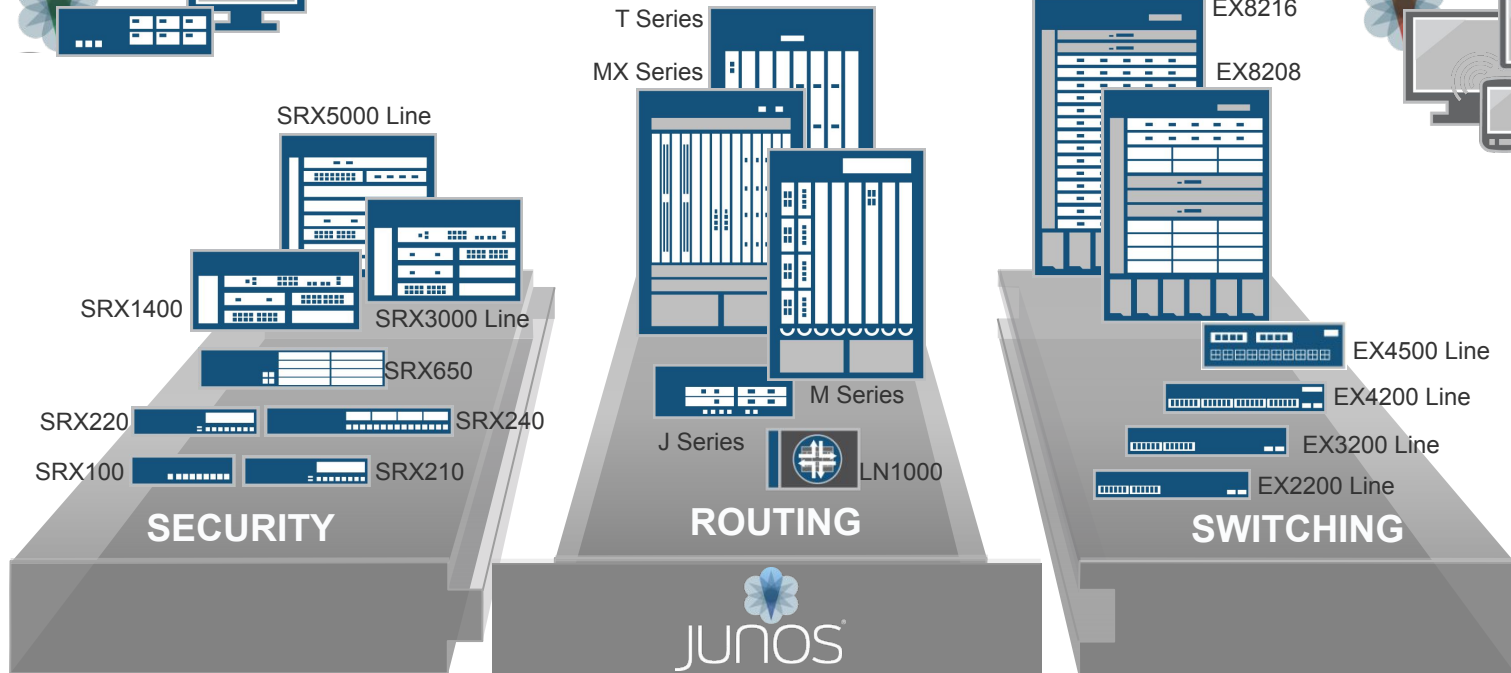 SRX5000 Line
SRX1400
SRX3000 Line
SRX650
SRX220
SRX240
SRX100
SRX210
SECURITY
T Series
MX Series
M Series
J Series
LN1000
ROUTING
JUNOS
EX8216
EX8208
EX4500 Line
EX4200 Line
EX3200 Line
EX2200 Line
SWITCHING